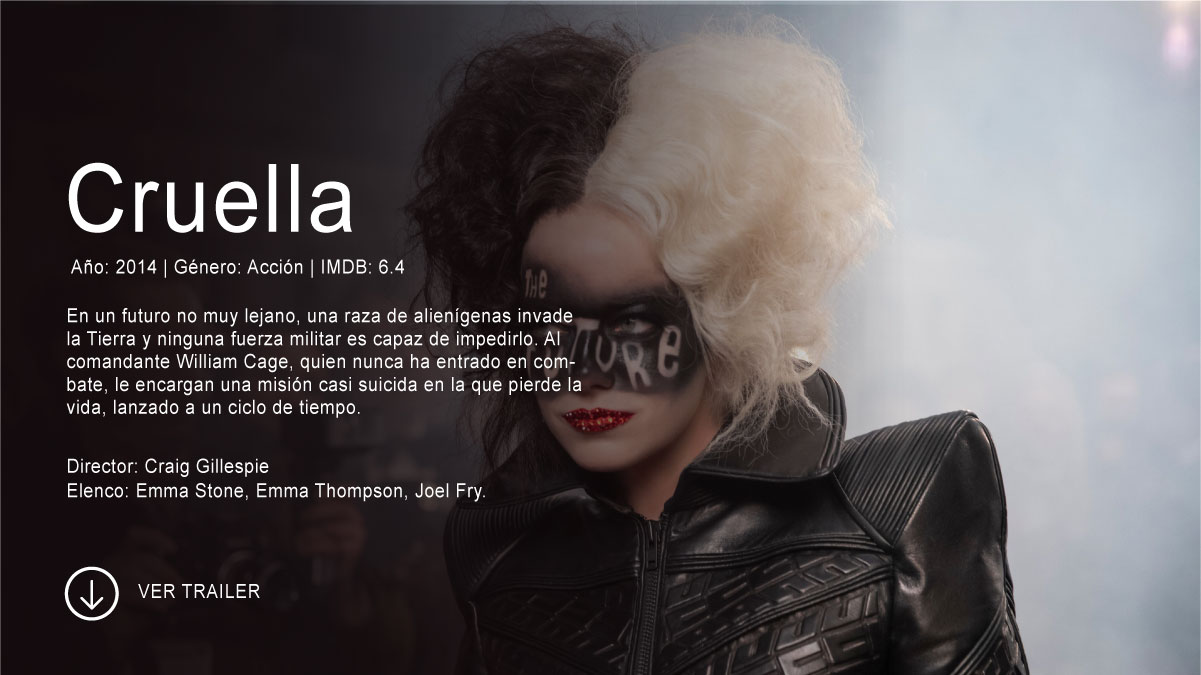 Cruella
Año: 2014 | Género: Acción | IMDB: 6.4
En un futuro no muy lejano, una raza de alienígenas invade
la Tierra y ninguna fuerza militar es capaz de impedirlo. Al
comandante William Cage, quien nunca ha entrado en com-
bate, le encargan una misión casi suicida en la que pierde la
vida, lanzado a un ciclo de tiempo.
Director: Craig Gillespie
Elenco: Emma Stone, Emma Thompson, Joel Fry.
VER TRAILER
THe